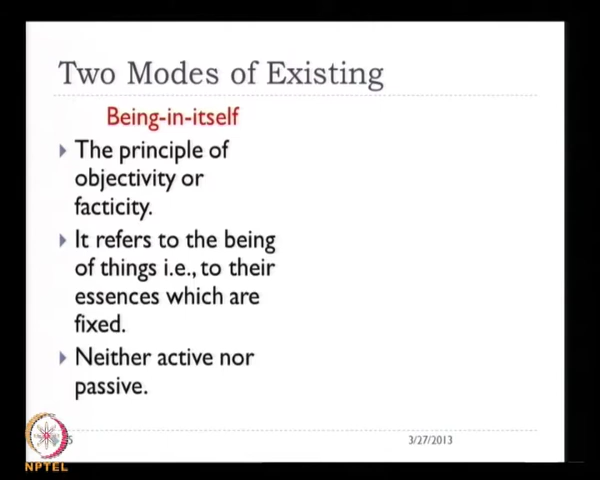 Two Modes of Existing
Being-in-itself
The principle of
objectivity or
facticity.
It refers to the being
of things i.e., to their
essences which are
fixed.
Neither active nor
passive.
3/27/2013
NPTEL